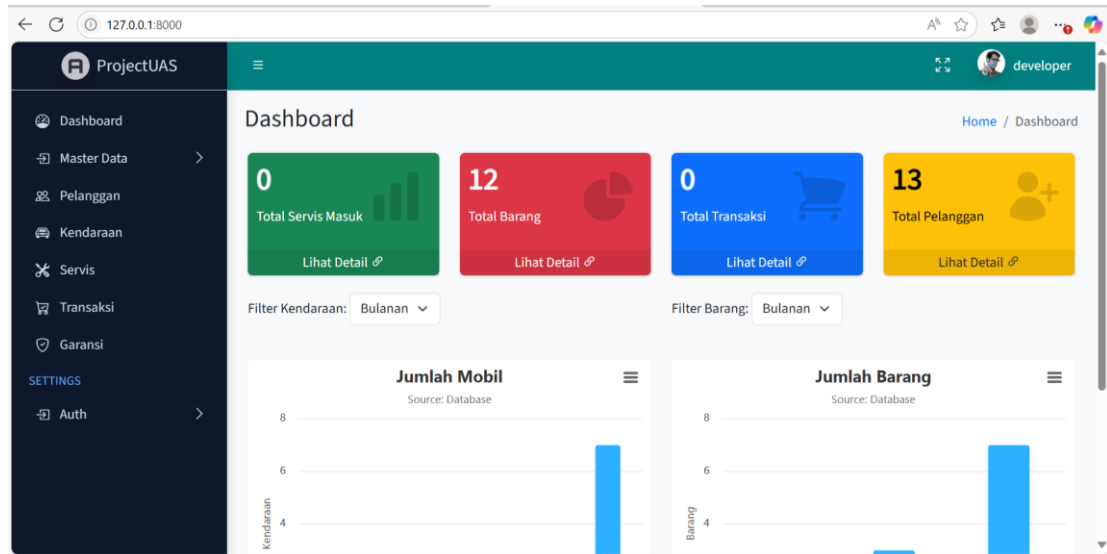 127.0.0.1:8000
ProjectUAS
developer
Dashboard
Master Data
Pelanggan
Kendaraan
Servis
Transaksi
Garansi
SETTINGS
Auth
Dashboard
Home / Dashboard
0
Total Servis Masuk
Lihat Detail
12
Total Barang
Lihat Detail
0
Total Transaksi
Lihat Detail
13
Total Pelanggan
Lihat Detail
Filter Kendaraan: Bulanan
Filter Barang: Bulanan
Jumlah Mobil
Source: Database
8
6
4
Kendaraan
Jumlah Barang
Source: Database
8
6
4
Barang